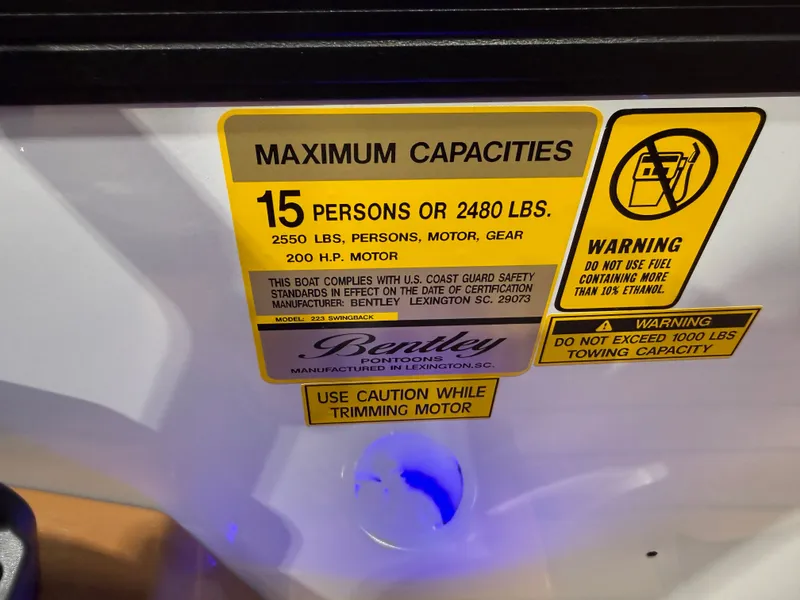 MAXIMUM CAPACITIES
15 PERSONS OR 2480 LBS.
2550 LBS, PERSONS, MOTOR, GEAR
200 H.P. MOTOR
THIS BOAT COMPLIES WITH U.S. COAST GUARD SAFETY
STANDARDS IN EFFECT ON THE DATE OF CERTIFICATION
MANUFACTURER: BENTLEY LEXINGTON SC. 29073
MODEL: 223 SWINGBACK
Bentley
PONTOONS
MANUFACTURED IN LEXINGTON,SC.
USE CAUTION WHILE
TRIMMING MOTOR
WARNING
DO NOT USE FUEL
CONTAINING MORE
THAN 10% ETHANOL.
WARNING
DO NOT EXCEED 1000 LBS
TOWING CAPACITY